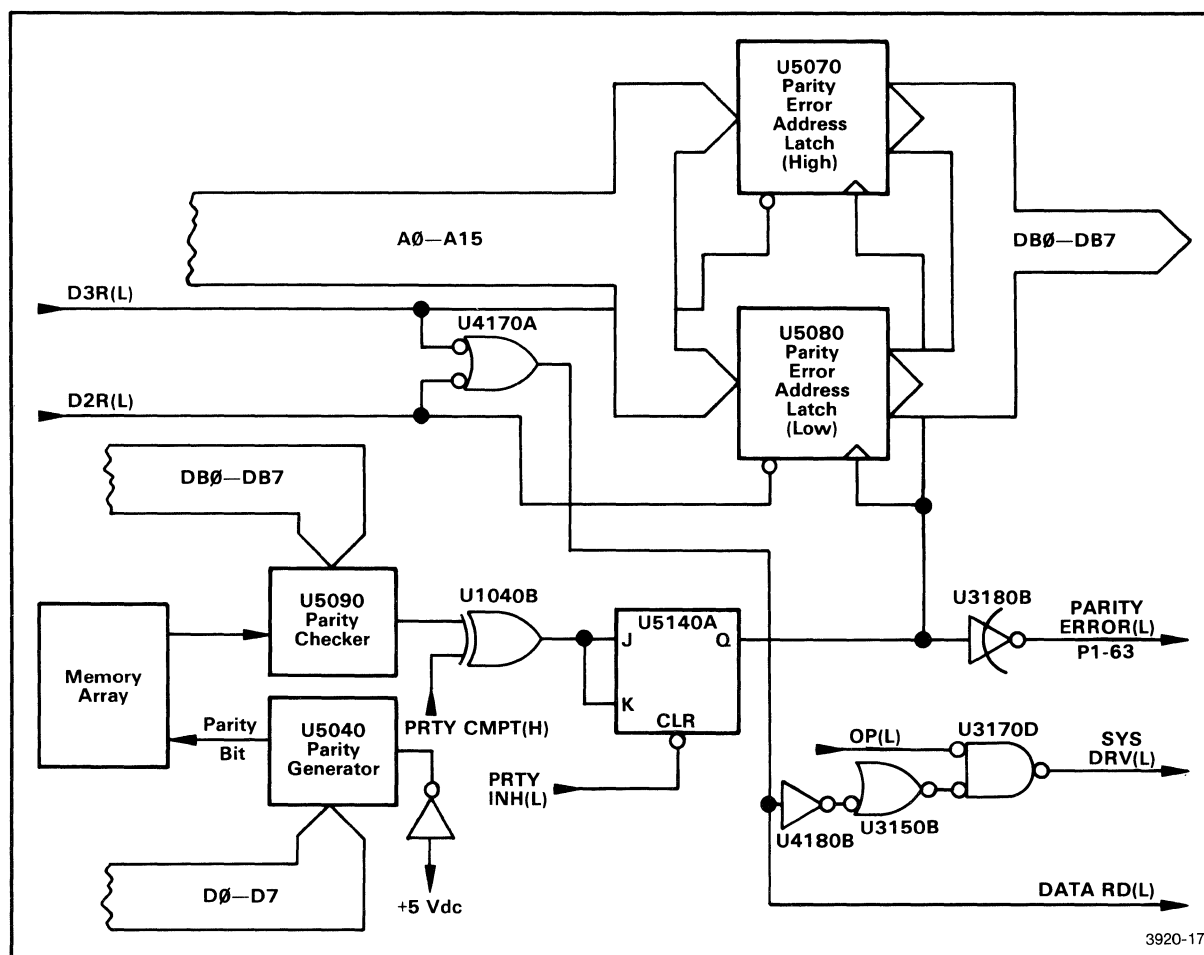 U5070
Parity
Error
Address
Latch
(High)
AØ—A15
DBØ—DB7
D3R(L)
U4170A
U5080
Parity
Error
Address
Latch
(Low)
D2R(L)
DBØ—DB7
U5090
Parity
Checker
U1040B
U5140A
J
Q
K
CLR
U3180B
PARITY
ERROR(L)
P1-63
Memory
Array
Parity
Bit
U5040
Parity
Generator
PRTY CMPT(H)
PRTY
INH(L)
OP(L)
U3170D
SYS
DRV(L)
U4180B
U3150B
DØ—D7
+5 Vdc
DATA RD(L)
3920-17